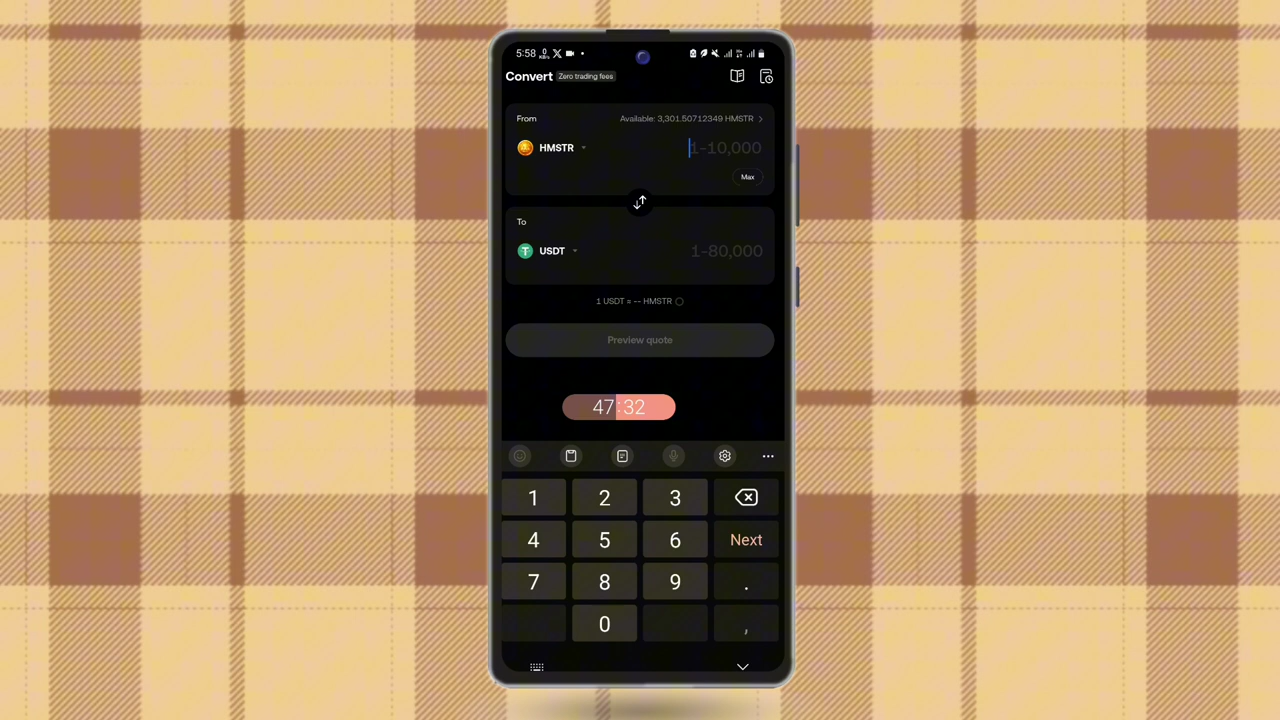 5:58
Convert Zero trading fees
From Available: 3,301.50712349 HMSTR
HMSTR 1-10,000
Max
To
USDT 1-80,000
1 USDT = -- HMSTR
Preview quote
47:32
1 2 3
4 5 6 Next
7 8 9 .
0 ,